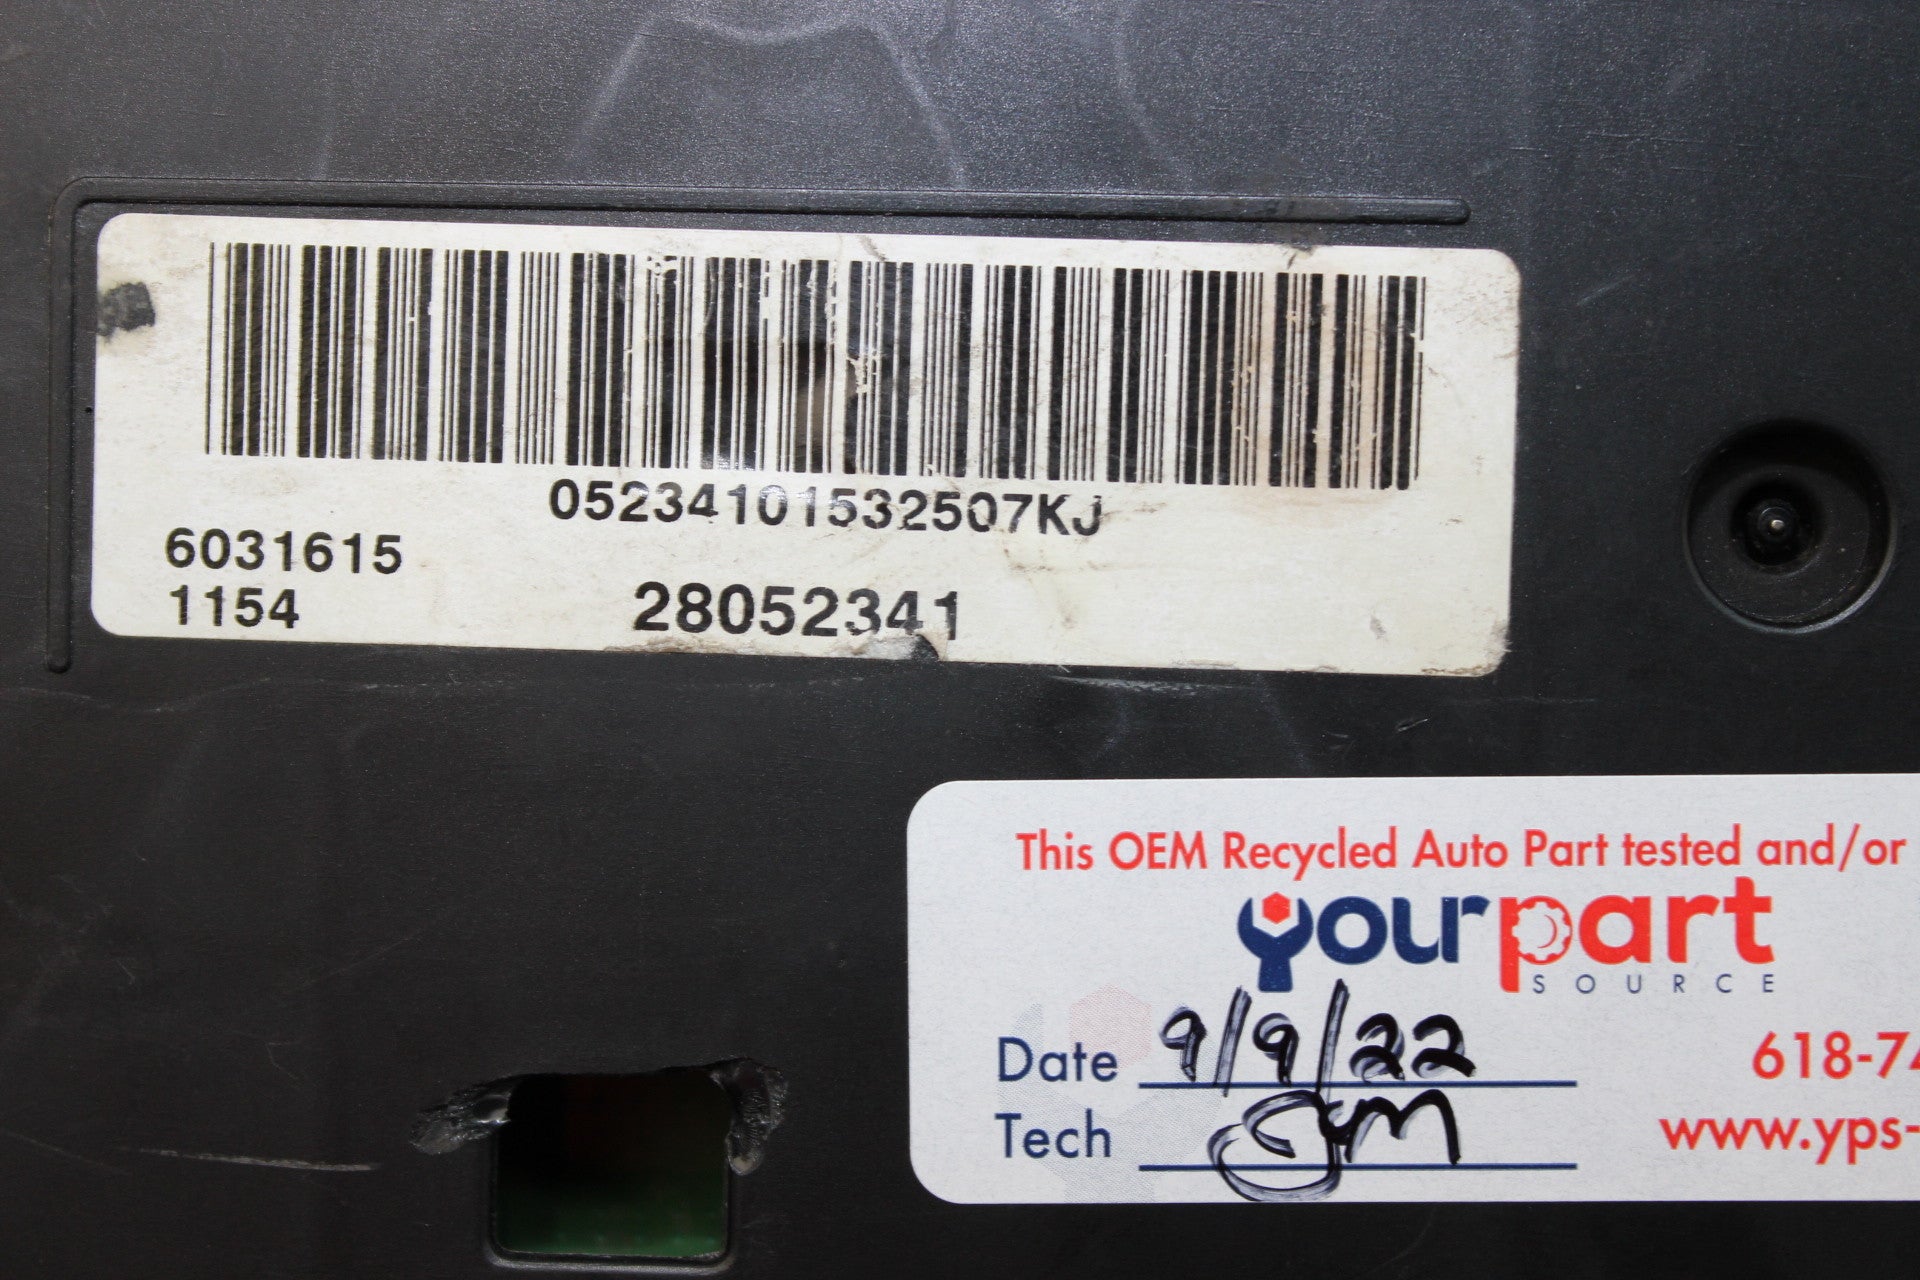 05234101532507KJ
6031615
1154
28052341
This OEM Recycled Auto Part tested and/or
yourpart
SOURCE
Date 9/9/22
618-74
Tech
www.yps-